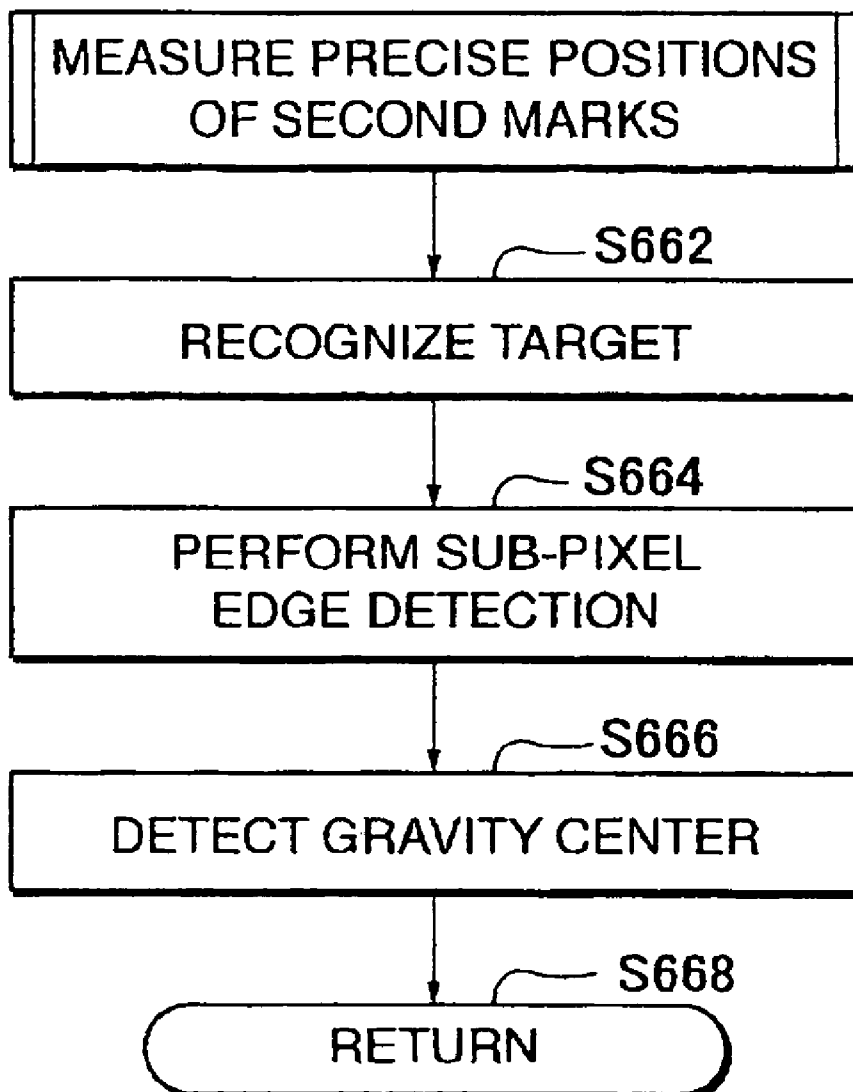 MEASURE PRECISE POSITIONS
OF SECOND MARKS
S662
RECOGNIZE TARGET
S664
PERFORM SUB-PIXEL
EDGE DETECTION
S666
DETECT GRAVITY CENTER
S668
RETURN